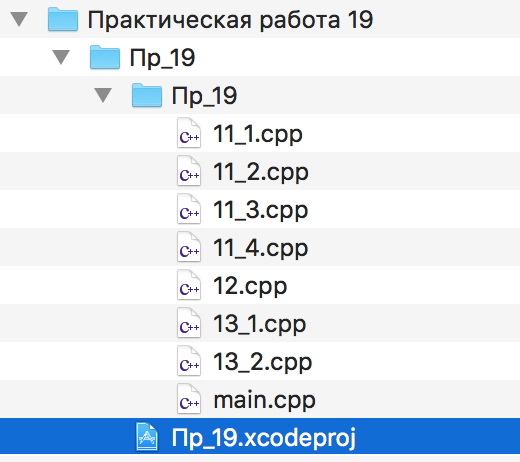 Практическая работа 19
Пр_19
Пр_19
11_1.cpp
11_2.cpp
11_3.cpp
11_4.cpp
12.cpp
13_1.cpp
13_2.cpp
main.cpp
Пр_19.xcodeproj